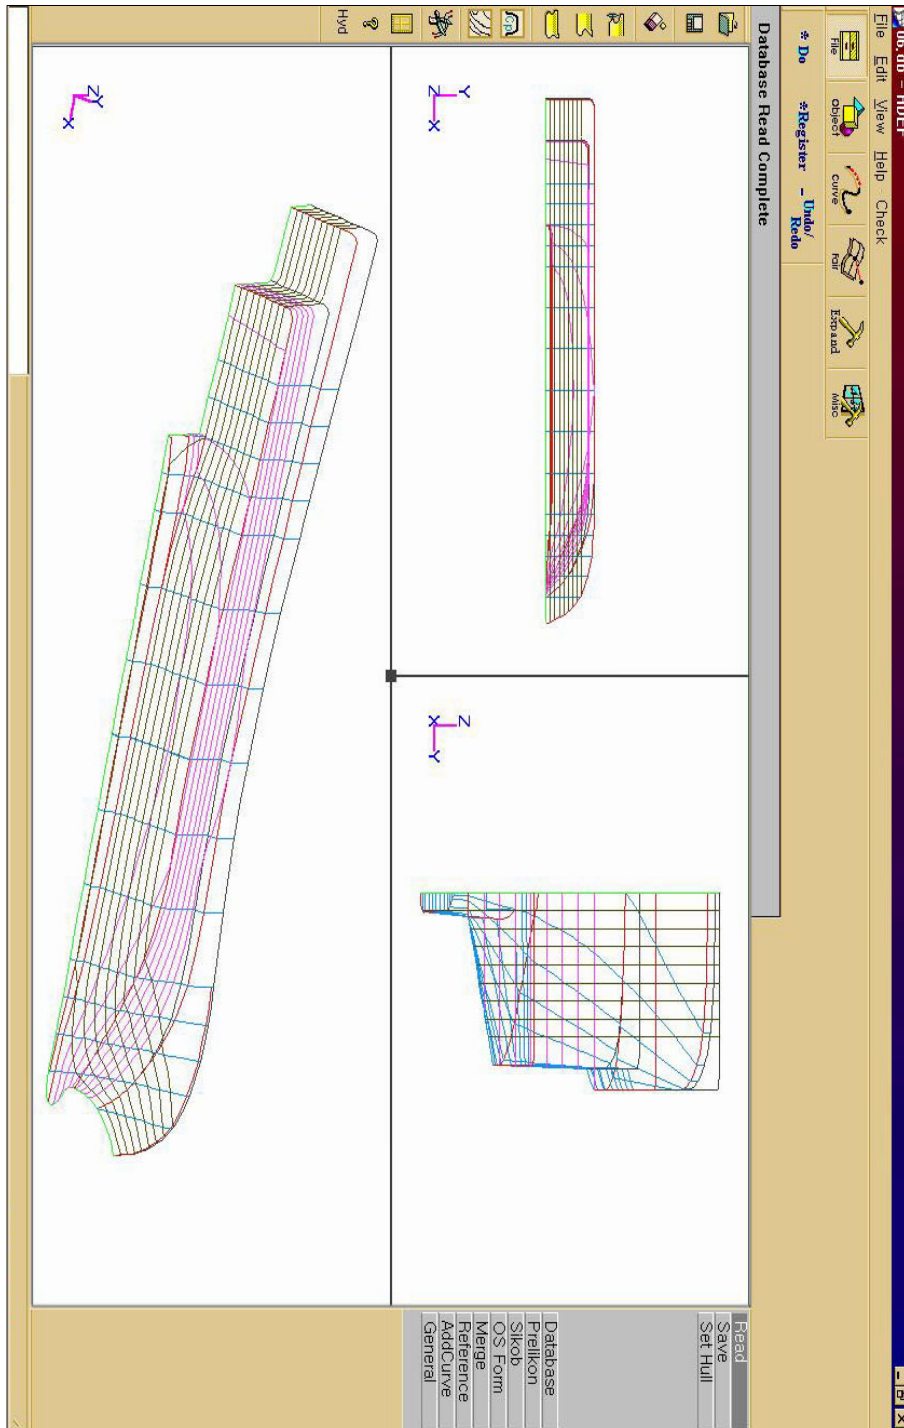 File Edit View Help Check
File
Object
Curve
Fair
Expand
Misc
* Do *Register - Undo/
Redo
Database Read Complete
Hyd
Y
Z X
Z
X Y
ZY
X
Read
Save
Set Hull
Database
Prelikon
Sikob
OS Form
Merge
Reference
AddCurve
General